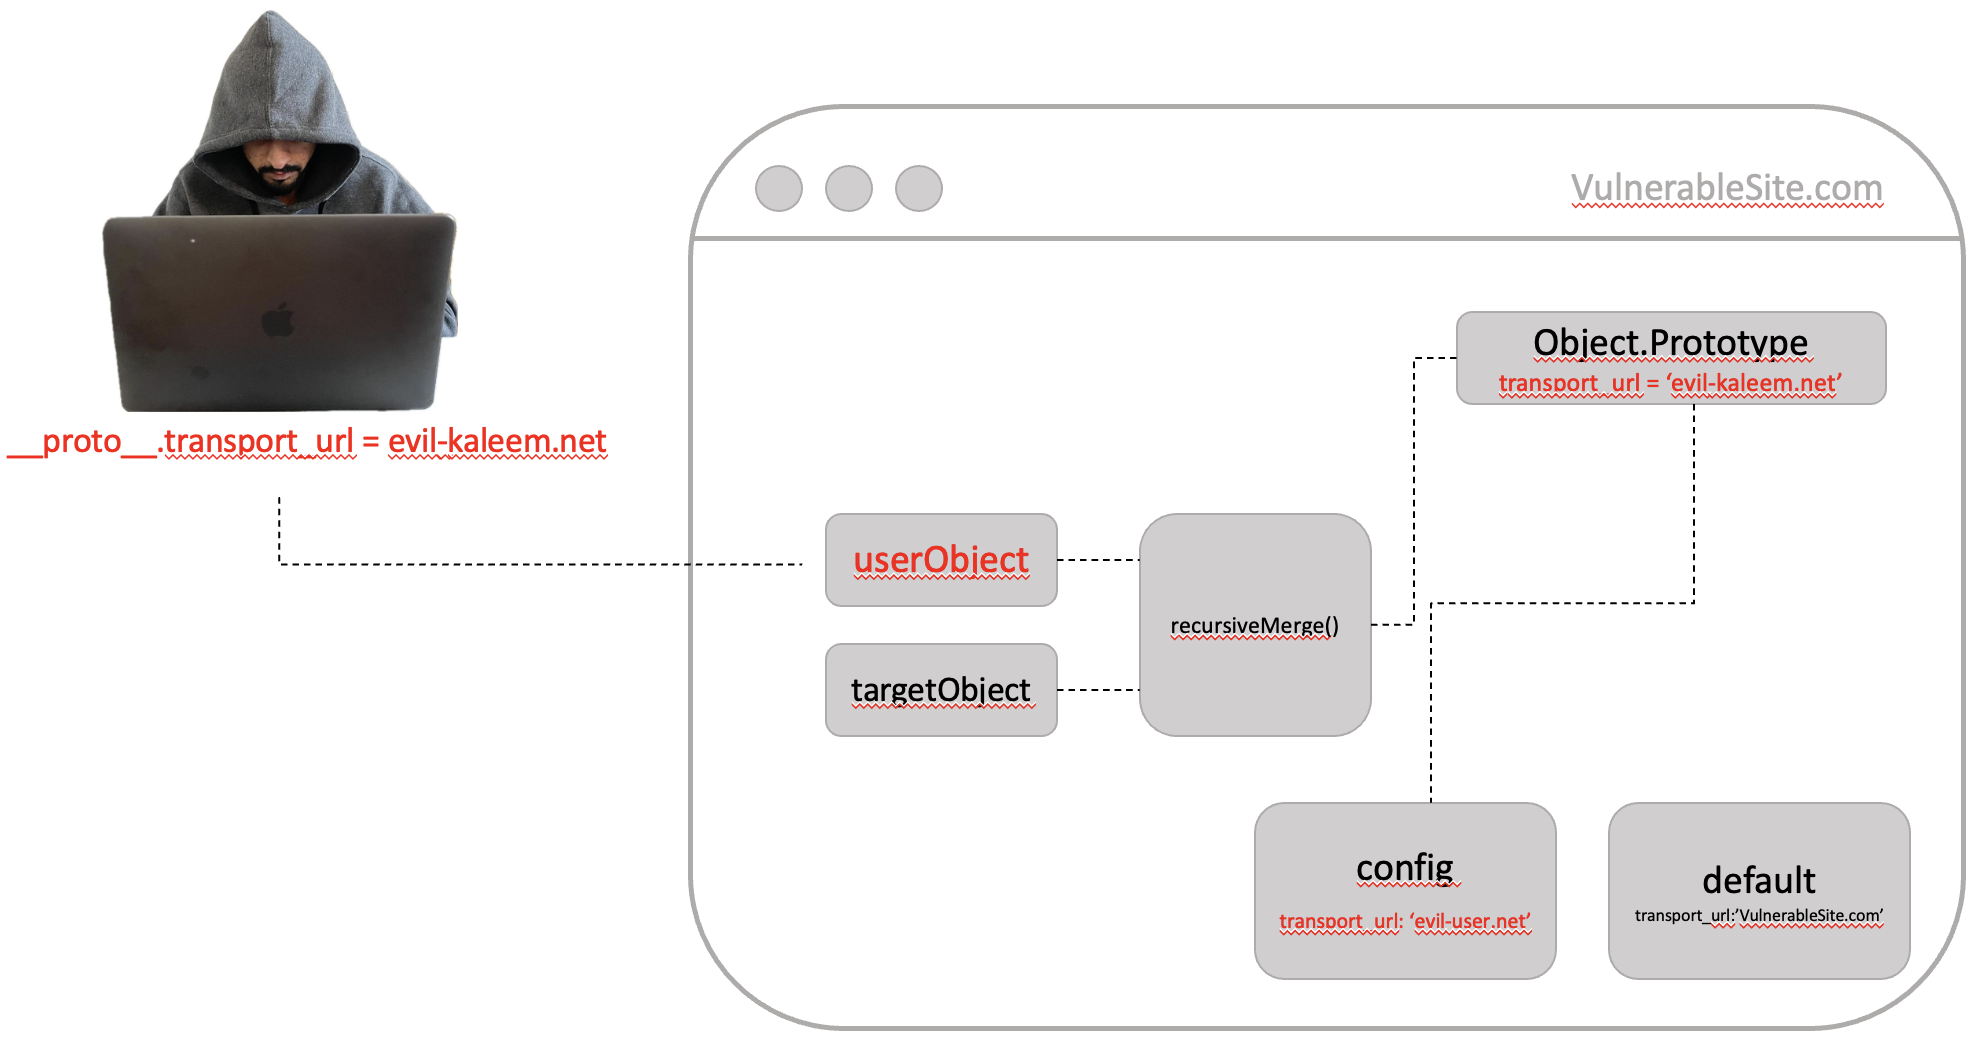 VulnerableSite.com
Object.Prototype
transport_url = ‘evil-kaleem.net’
__proto__.transport_url = evil-kaleem.net
userObject
recursiveMerge()
targetObject
config
transport_url: ‘evil-user.net’
default
transport_url:’VulnerableSite.com’